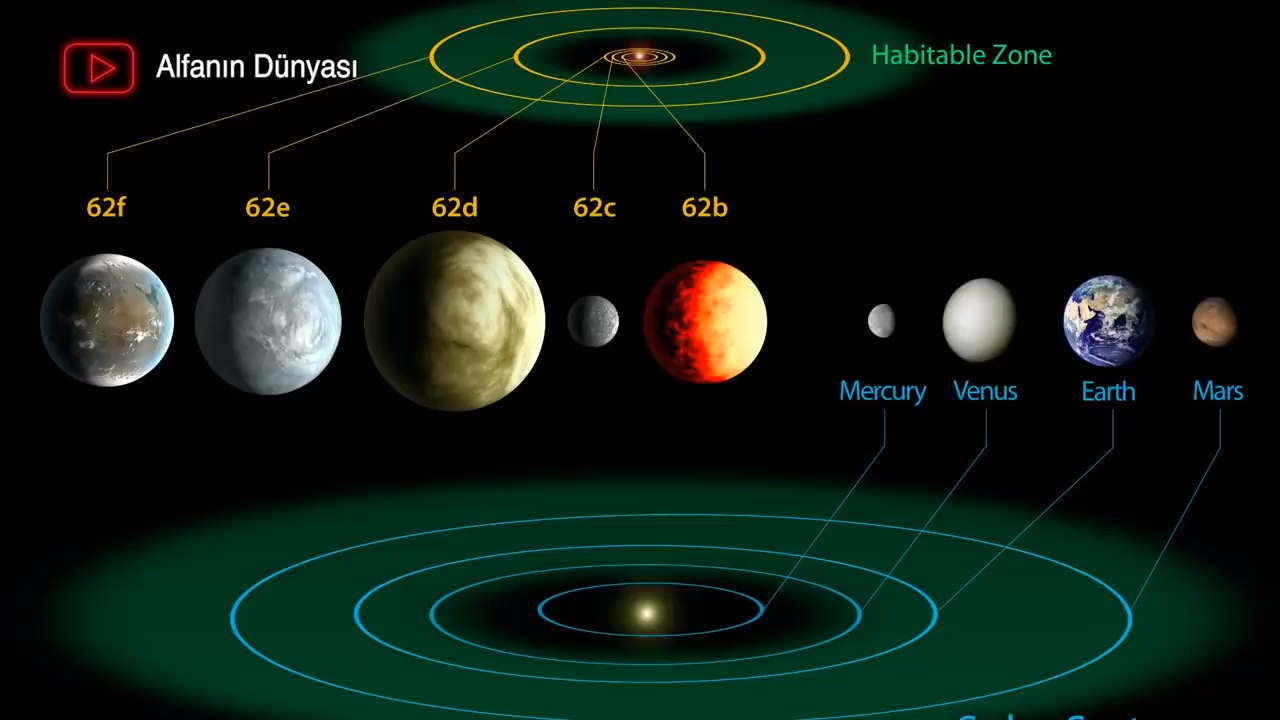 Alfanın Dünyası
Habitable Zone
62f
62e
62d
62c
62b
Mercury
Venus
Earth
Mars